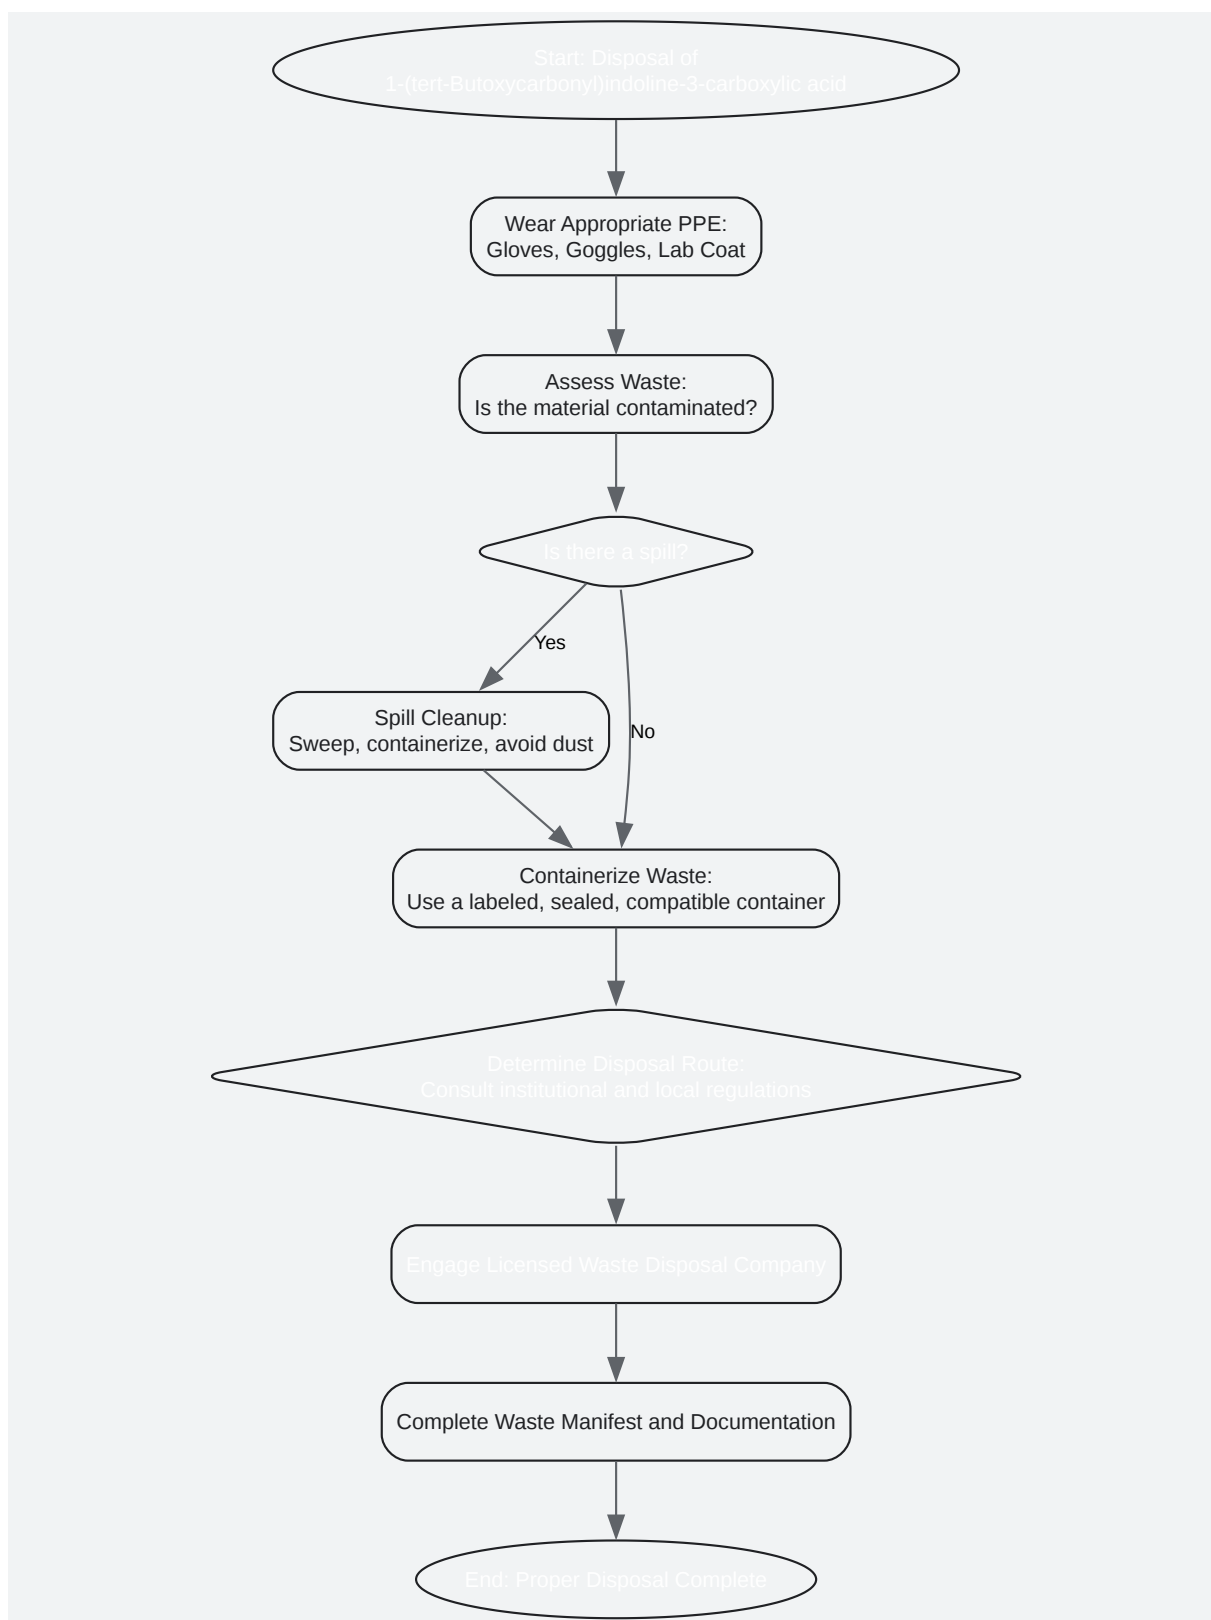 Start: Disposal of
1-(tert-Butoxycarbonyl)indoline-3-carboxylic acid
Wear Appropriate PPE:
Gloves, Goggles, Lab Coat
Assess Waste:
Is the material contaminated?
Is there a spill?
Yes
Spill Cleanup:
Sweep, containerize, avoid dust
No
Containerize Waste:
Use a labeled, sealed, compatible container
Determine Disposal Route:
Consult institutional and local regulations
Engage Licensed Waste Disposal Company
Complete Waste Manifest and Documentation
End: Proper Disposal Complete